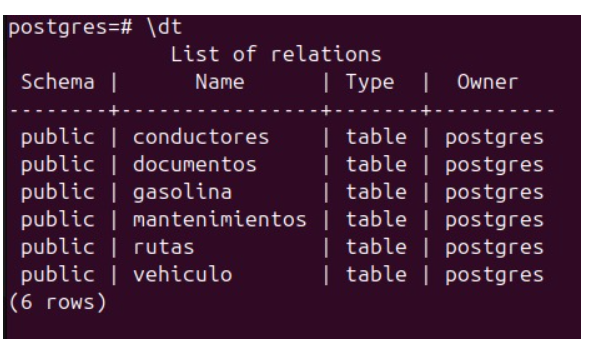 postgres=# \dt
             List of relations
 Schema |      Name      | Type  |  Owner
--------+----------------+-------+----------
 public | conductores    | table | postgres
 public | documentos     | table | postgres
 public | gasolina       | table | postgres
 public | mantenimientos | table | postgres
 public | rutas          | table | postgres
 public | vehiculo       | table | postgres
(6 rows)